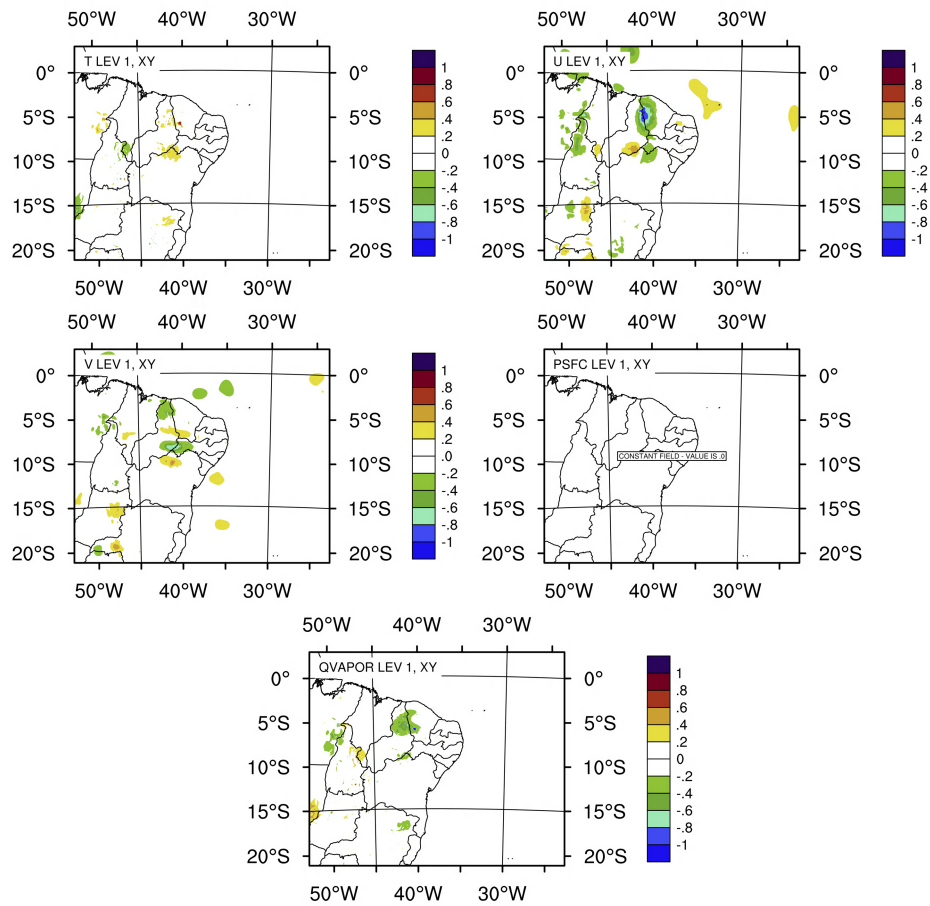 50°W 40°W 30°W 50°W 40°W 30°W
T LEV 1, XY U LEV 1, XY
0° 0° 1 0° 0° 1
.8 .8
5°S 5°S .6 5°S 5°S .6
.4 .4
.2 .2
10°S 10°S 0 10°S 10°S 0
-.2 -.2
15°S 15°S -.4 15°S 15°S -.4
-.6 -.6
-.8 -.8
20°S 20°S -1 20°S 20°S -1
50°W 40°W 30°W 50°W 40°W 30°W
50°W 40°W 30°W 50°W 40°W 30°W
V LEV 1, XY PSFC LEV 1, XY
0° 0° 1 0° 0°
.8
5°S 5°S .6 5°S 5°S
.4
.2
CONSTANT FIELD - VALUE IS .0
10°S 10°S .0 10°S 10°S
-.2
15°S 15°S -.4 15°S 15°S
-.6
-.8
20°S 20°S -1 20°S 20°S
50°W 40°W 30°W 50°W 40°W 30°W
50°W 40°W 30°W
QVAPOR LEV 1, XY
0° 0° 1
.8
5°S 5°S .6
.4
.2
10°S 10°S 0
-.2
15°S 15°S -.4
-.6
-.8
20°S 20°S -1
50°W 40°W 30°W